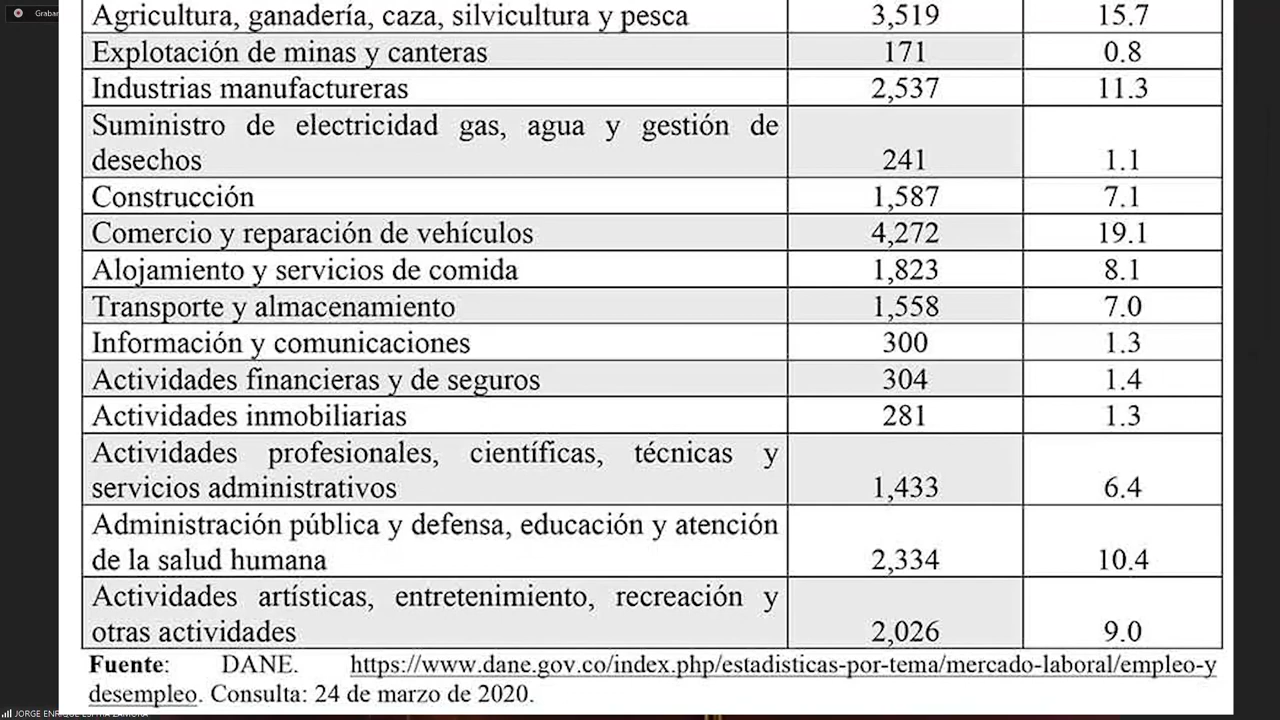 Grabar
Agricultura, ganadería, caza, silvicultura y pesca 3,519 15.7
Explotación de minas y canteras 171 0.8
Industrias manufactureras 2,537 11.3
Suministro de electricidad gas, agua y gestión de
desechos 241 1.1
Construcción 1,587 7.1
Comercio y reparación de vehículos 4,272 19.1
Alojamiento y servicios de comida 1,823 8.1
Transporte y almacenamiento 1,558 7.0
Información y comunicaciones 300 1.3
Actividades financieras y de seguros 304 1.4
Actividades inmobiliarias 281 1.3
Actividades profesionales, científicas, técnicas y
servicios administrativos 1,433 6.4
Administración pública y defensa, educación y atención
de la salud humana 2,334 10.4
Actividades artísticas, entretenimiento, recreación y
otras actividades 2,026 9.0
Fuente: DANE. https://www.dane.gov.co/index.php/estadisticas-por-tema/mercado-laboral/empleo-y
desempleo. Consulta: 24 de marzo de 2020.
JORGE ENRIQUE ESPITIA ZAMORA